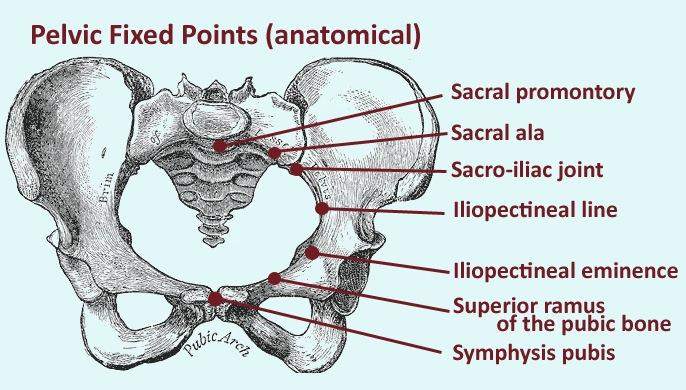 Pelvic Fixed Points (anatomical)
Sacral promontory
Sacral ala
Sacro-iliac joint
Iliopectineal line
Iliopectineal eminence
Superior ramus
of the pubic bone
Symphysis pubis
Brim
of
Pubic Arch